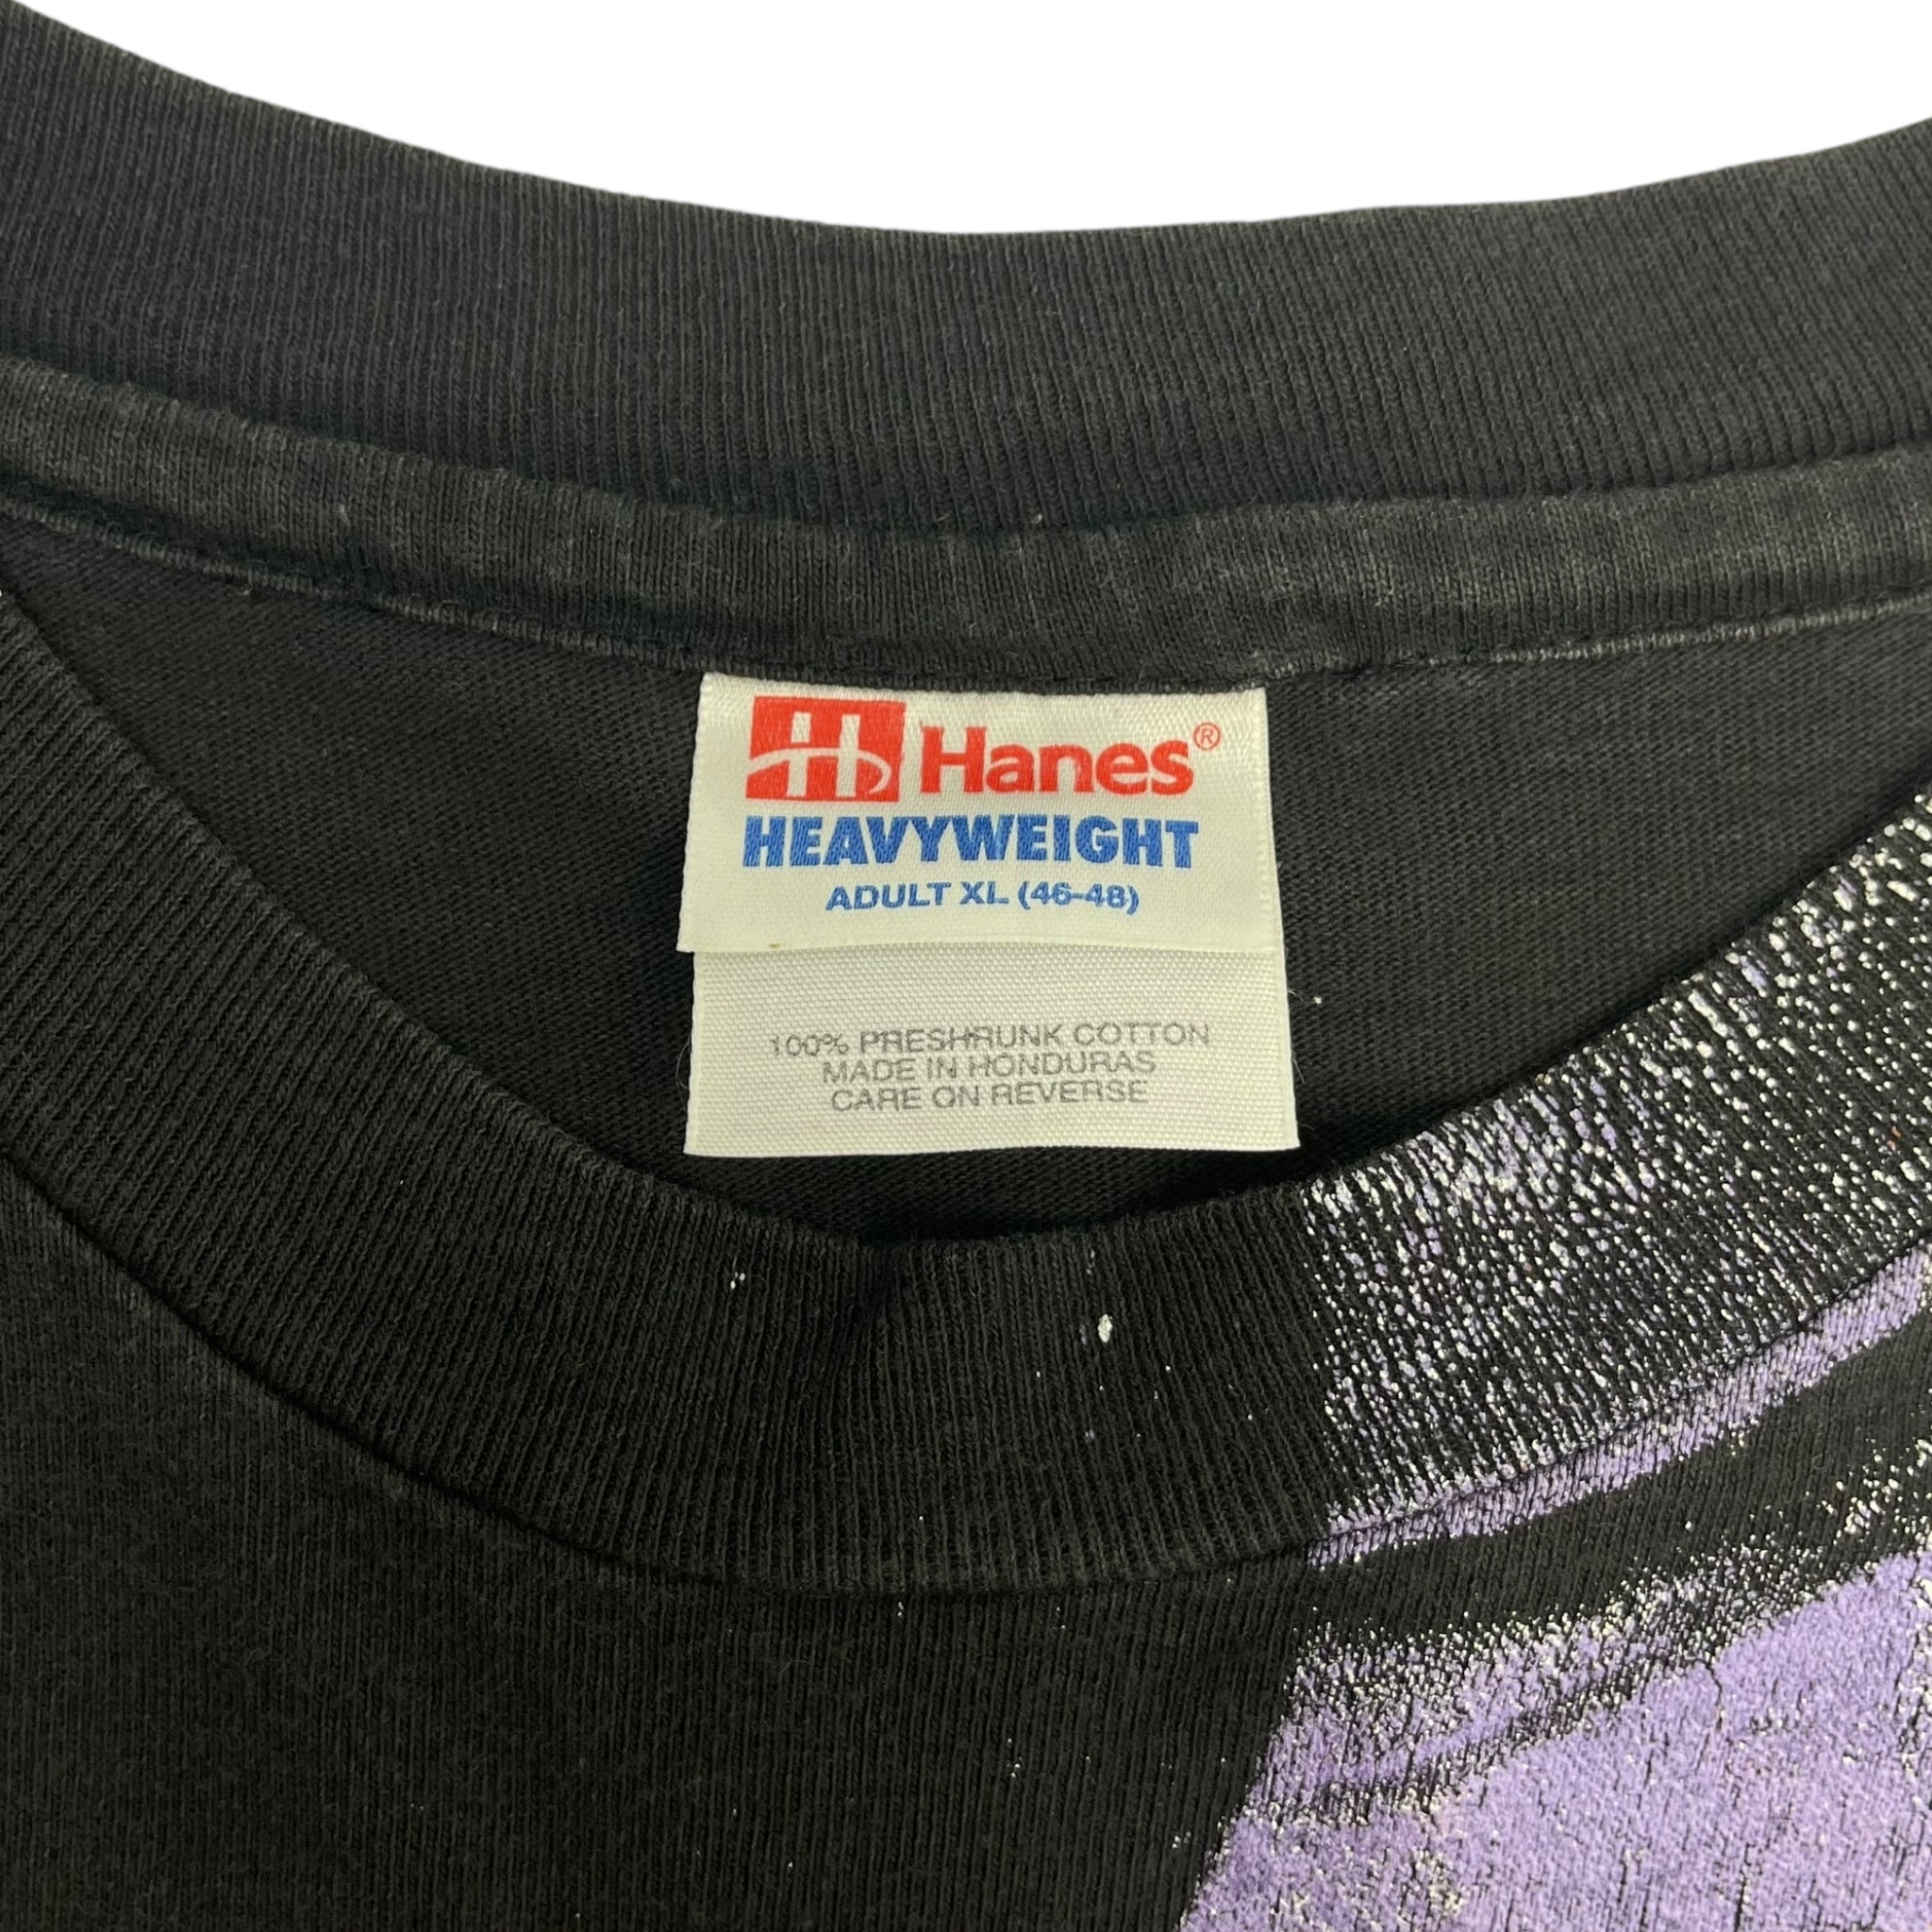 Hanes®
HEAVYWEIGHT
ADULT XL (46-48)
100% PRESHRUNK COTTON
MADE IN HONDURAS
CARE ON REVERSE